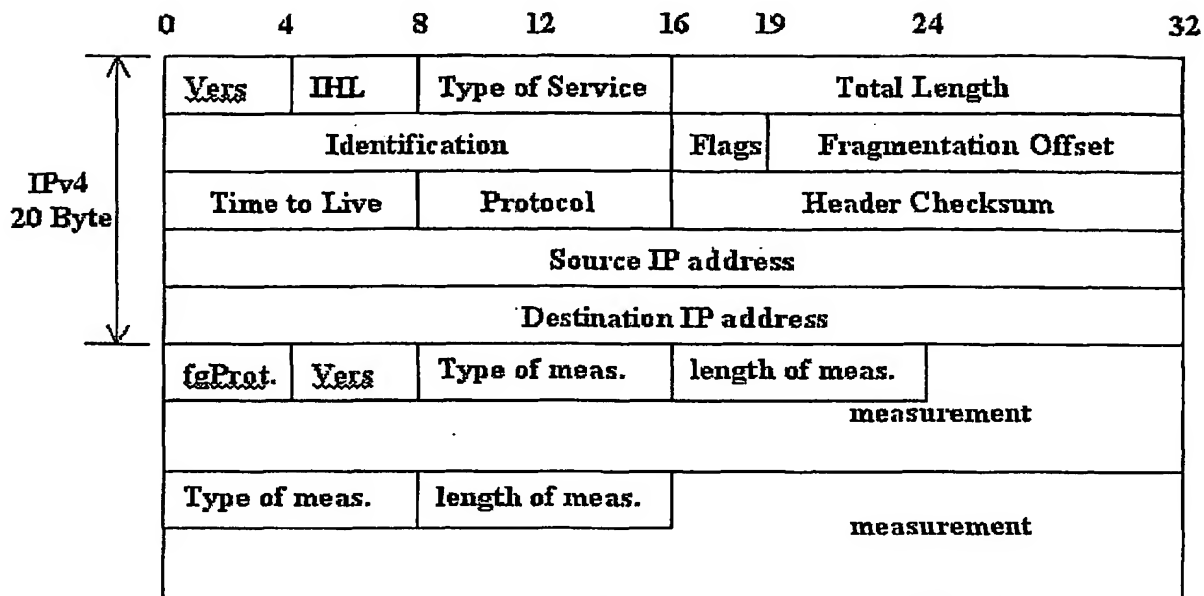 0 4 8 12 16 19 24 32
Vers IHL Type of Service Total Length
Identification Flags Fragmentation Offset
IPv4
20 Byte
Time to Live Protocol Header Checksum
Source IP address
Destination IP address
fgProt. Vers Type of meas. length of meas.
measurement
Type of meas. length of meas.
measurement